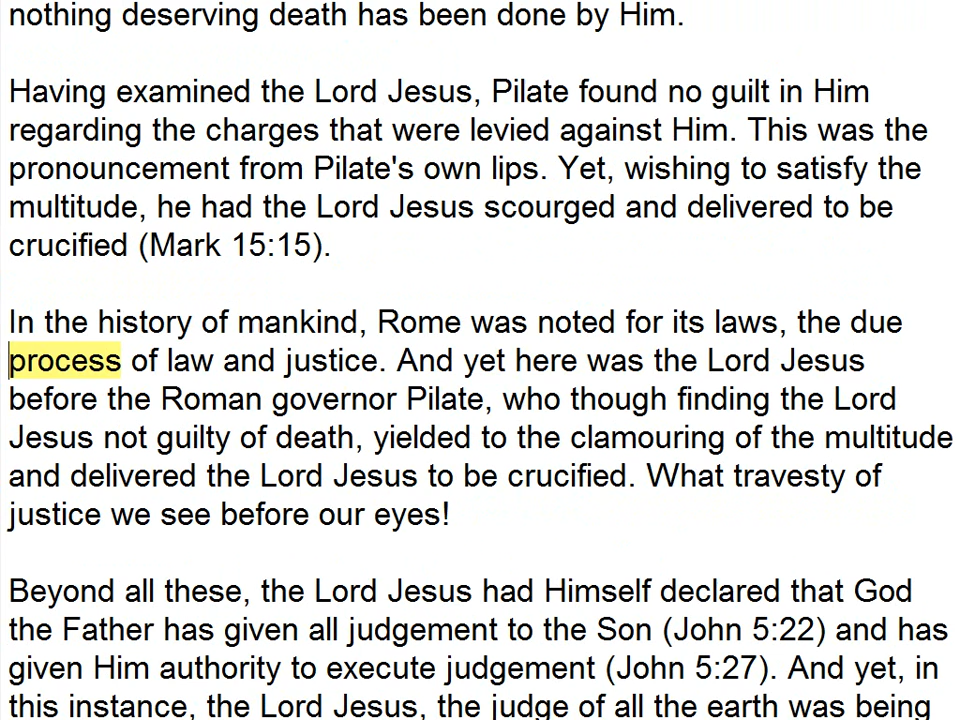 nothing deserving death has been done by Him.
Having examined the Lord Jesus, Pilate found no guilt in Him
regarding the charges that were levied against Him. This was the
pronouncement from Pilate's own lips. Yet, wishing to satisfy the
multitude, he had the Lord Jesus scourged and delivered to be
crucified (Mark 15:15).
In the history of mankind, Rome was noted for its laws, the due
process of law and justice. And yet here was the Lord Jesus
before the Roman governor Pilate, who though finding the Lord
Jesus not guilty of death, yielded to the clamouring of the multitude
and delivered the Lord Jesus to be crucified. What travesty of
justice we see before our eyes!
Beyond all these, the Lord Jesus had Himself declared that God
the Father has given all judgement to the Son (John 5:22) and has
given Him authority to execute judgement (John 5:27). And yet, in
this instance, the Lord Jesus, the judge of all the earth was being